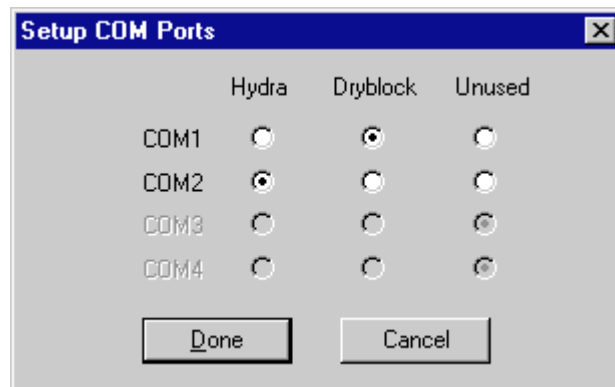 Setup COM Ports
Hydra Dryblock Unused
COM1
COM2
COM3
COM4
Done Cancel